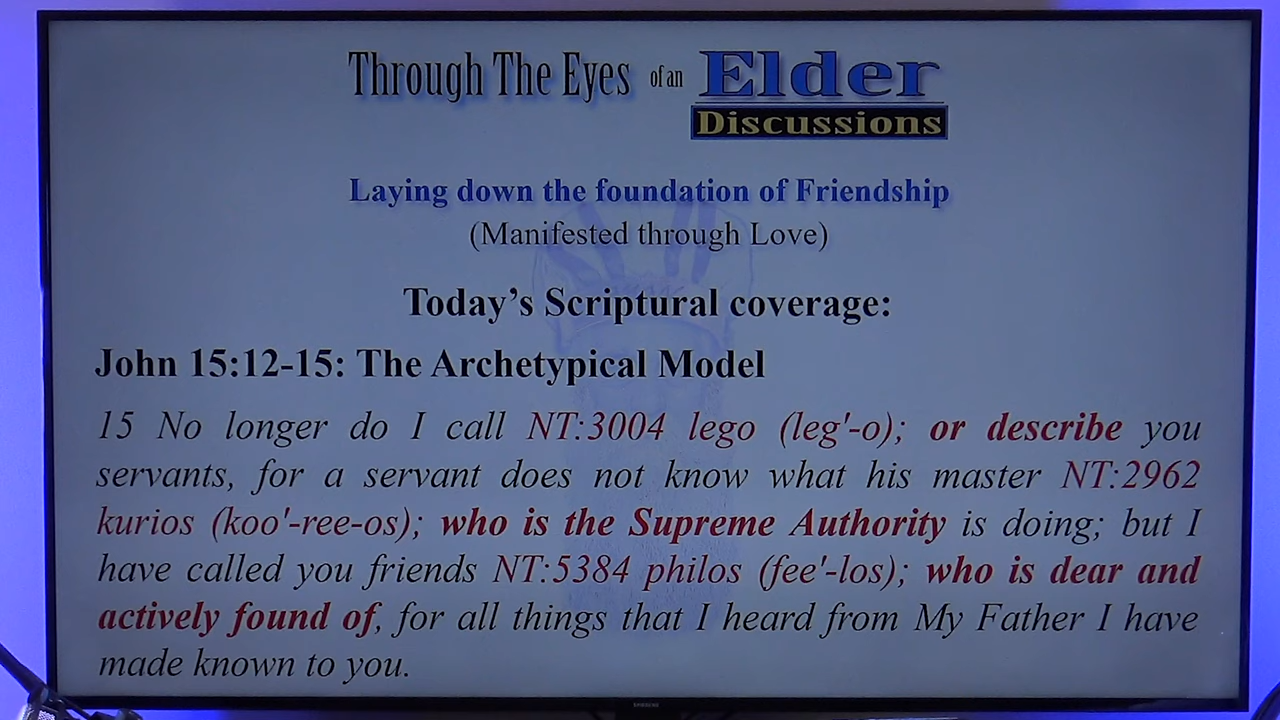 Through The Eyes of an Elder
Discussions
Laying down the foundation of Friendship
(Manifested through Love)
Today's Scriptural coverage:
John 15:12-15: The Archetypical Model
15 No longer do I call NT:3004 lego (leg'-o); or describe you
servants, for a servant does not know what his master NT:2962
kurios (koo'-ree-os); who is the Supreme Authority is doing; but I
have called you friends NT:5384 philos (fee'-los); who is dear and
actively found of, for all things that I heard from My Father I have
made known to you.
SAMSUNG